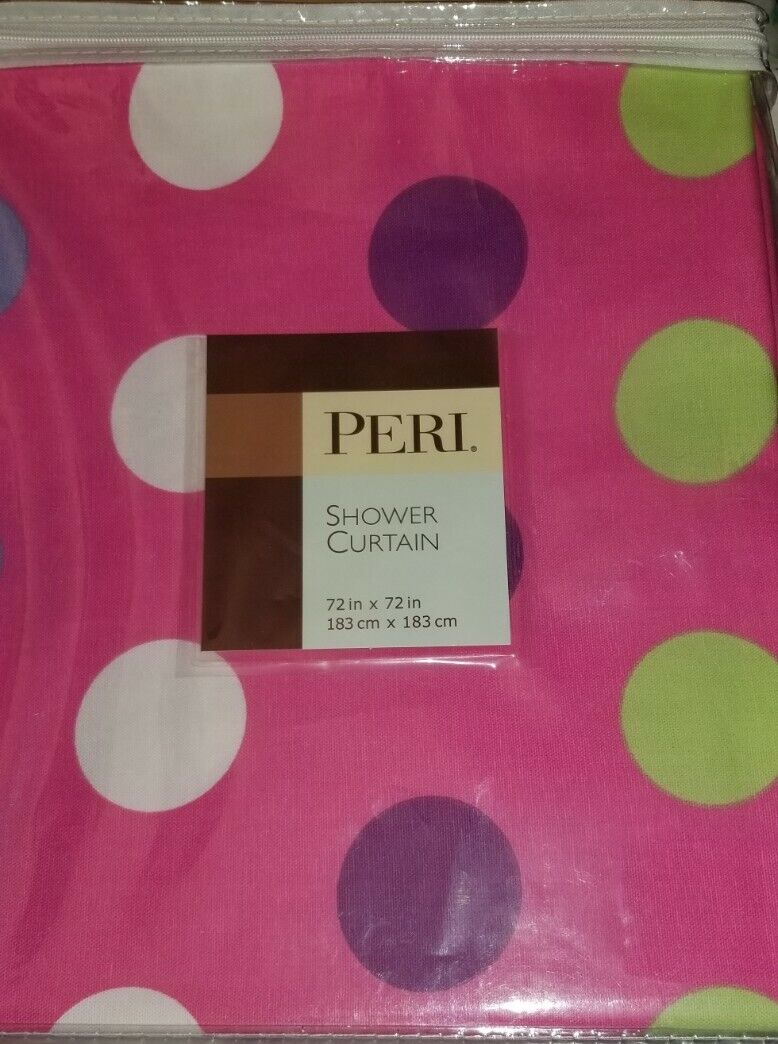 PERI®
SHOWER
CURTAIN
72 in x 72 in
183 cm x 183 cm